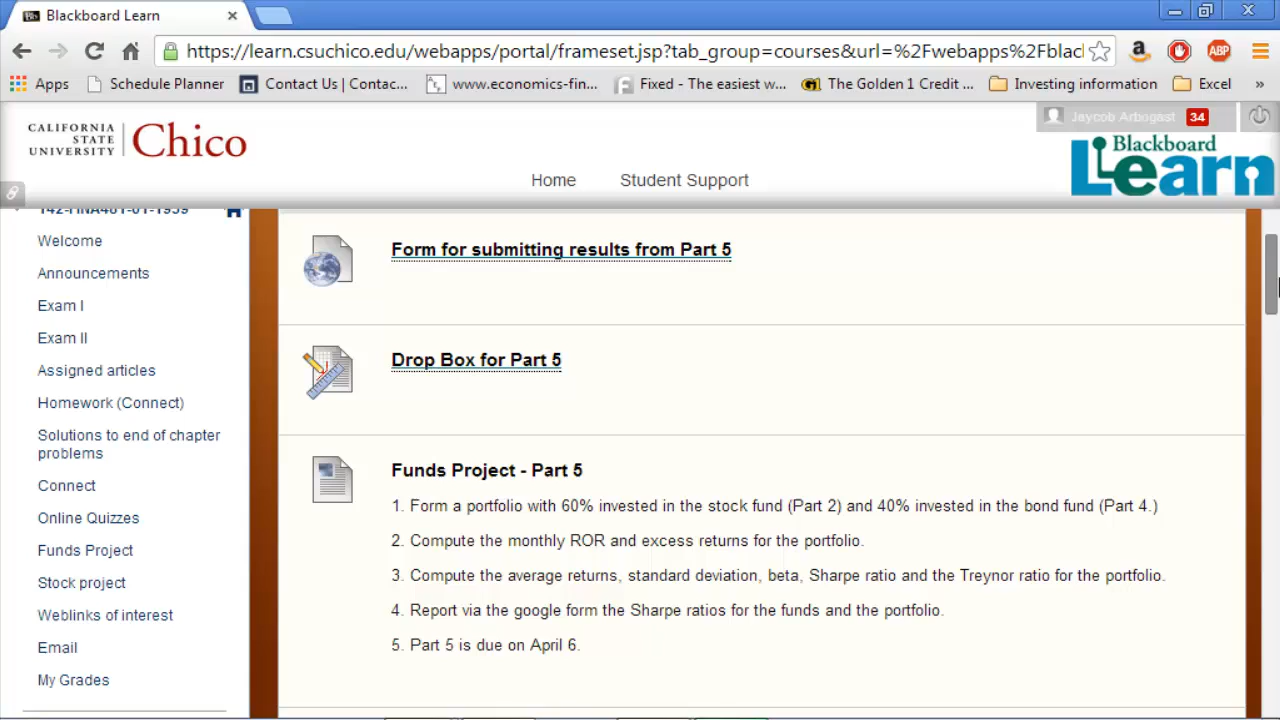 Blackboard Learn
https://learn.csuchico.edu/webapps/portal/frameset.jsp?tab_group=courses&url=%2Fwebapps%2Fblac
ABP
Apps Schedule Planner Contact Us | Contac... www.economics-fin... Fixed - The easiest w... The Golden 1 Credit ... Investing information Excel »
Jaycob Arbogast 34
CALIFORNIA STATE UNIVERSITY Chico
Blackboard Learn
Home Student Support
142-FINA461-01-1959
Welcome
Announcements
Exam I
Exam II
Assigned articles
Homework (Connect)
Solutions to end of chapter
problems
Connect
Online Quizzes
Funds Project
Stock project
Weblinks of interest
Email
My Grades
Form for submitting results from Part 5
Drop Box for Part 5
Funds Project - Part 5
1. Form a portfolio with 60% invested in the stock fund (Part 2) and 40% invested in the bond fund (Part 4.)
2. Compute the monthly ROR and excess returns for the portfolio.
3. Compute the average returns, standard deviation, beta, Sharpe ratio and the Treynor ratio for the portfolio.
4. Report via the google form the Sharpe ratios for the funds and the portfolio.
5. Part 5 is due on April 6.